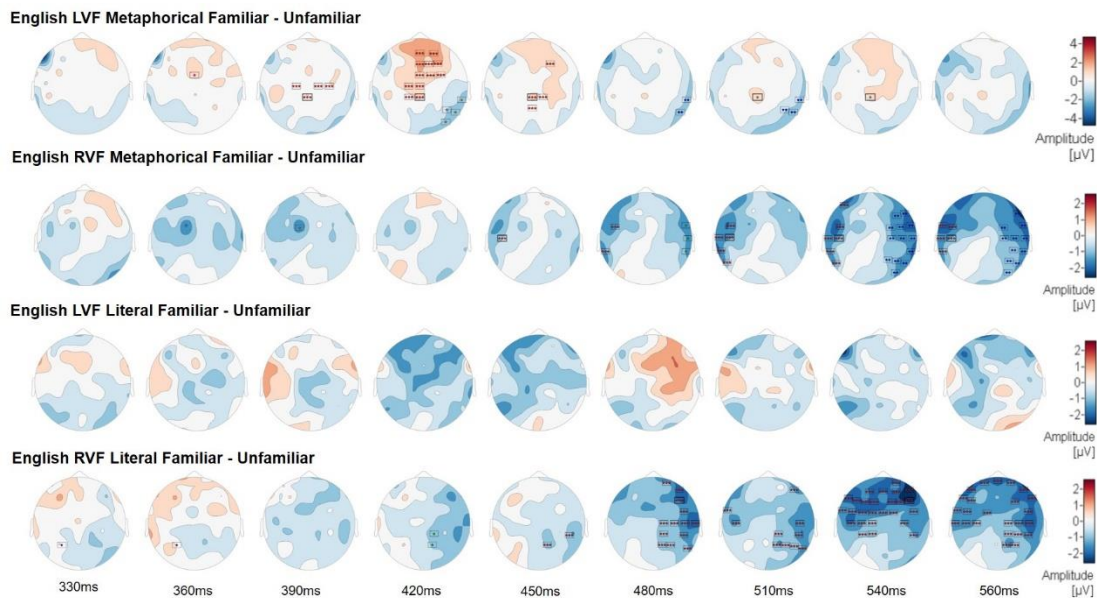 English LVF Metaphorical Familiar - Unfamiliar
4
2
0
-2
-4
Amplitude
[µV]
English RVF Metaphorical Familiar - Unfamiliar
2
1
0
-1
-2
Amplitude
[µV]
English LVF Literal Familiar - Unfamiliar
2
1
0
-1
-2
Amplitude
[µV]
English RVF Literal Familiar - Unfamiliar
2
1
0
-1
-2
Amplitude
[µV]
330ms 360ms 390ms 420ms 450ms 480ms 510ms 540ms 560ms